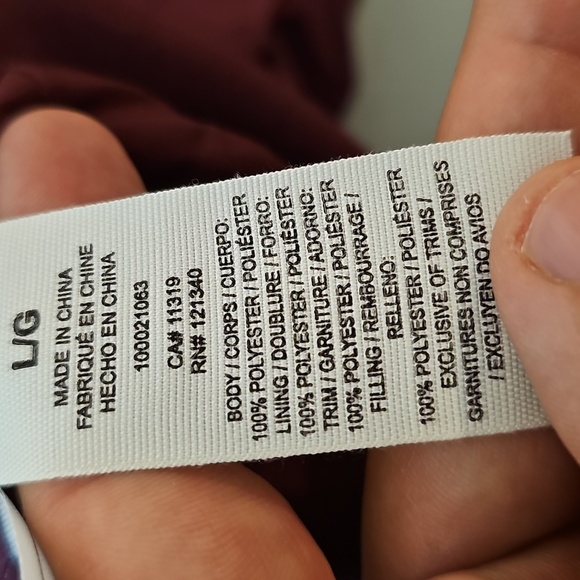 L/G
MADE IN CHINA
FABRIQUÉ EN CHINE
HECHO EN CHINA
100021063
CA# 11319
RN# 121340
BODY / CORPS / CUERPO:
100% POLYESTER / POLIÉSTER
LINING / DOUBLURE / FORRO:
100% POLYESTER / POLIÉSTER
TRIM / GARNITURE / ADORNO:
100% POLYESTER / POLIÉSTER
FILLING / REMBOURRAGE /
RELLENO:
100% POLYESTER / POLIÉSTER
EXCLUSIVE OF TRIMS /
GARNITURES NON COMPRISES
/ EXCLUYEN DO AVIOS